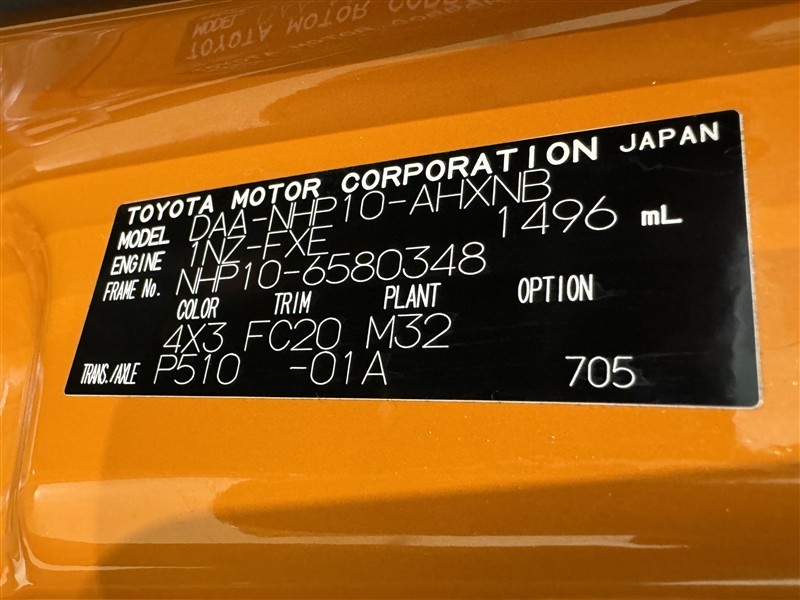 TOYOTA MOTOR CORPORATION JAPAN
MODEL DAA-NHP10-AHXNB
ENGINE 1NZ-FXE 1496 mL
FRAME No. NHP10-6580348
COLOR TRIM PLANT OPTION
4X3 FC20 M32
TRANS./AXLE P510 -01A 705